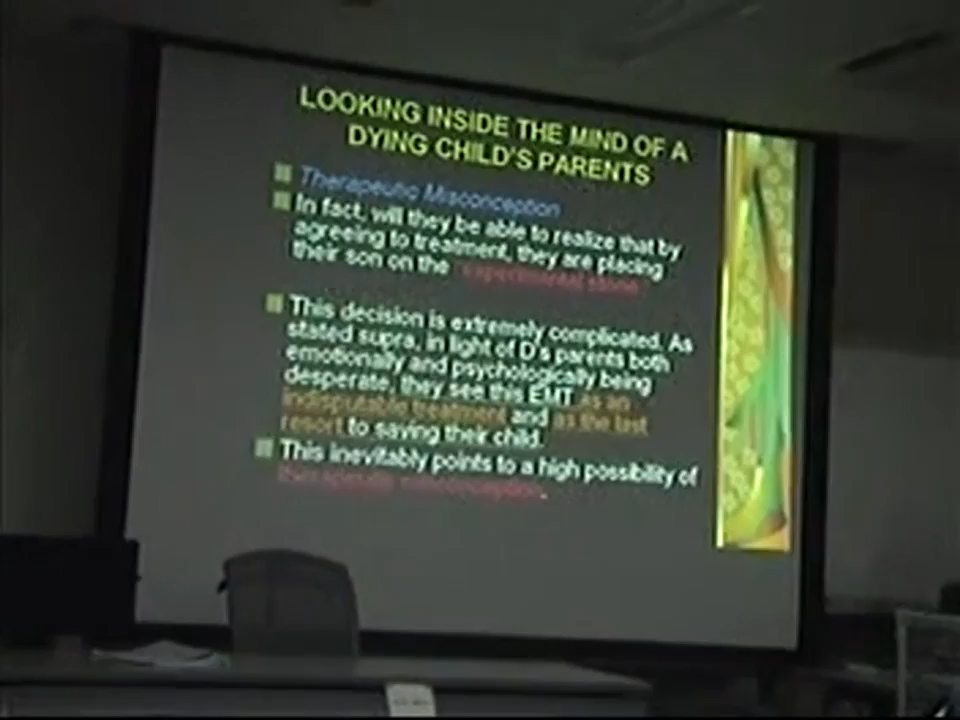 LOOKING INSIDE THE MIND OF A
DYING CHILD'S PARENTS
Therapeutic Misconception
In fact, will they be able to realize that by
agreeing to treatment, they are placing
their son on the "experimental stone"
This decision is extremely complicated. As
stated supra, in light of D's parents both
emotionally and psychologically being
desperate, they see this EMT as an
indisputable treatment and as the last
resort to saving their child.
This inevitably points to a high possibility of
therapeutic misconception.